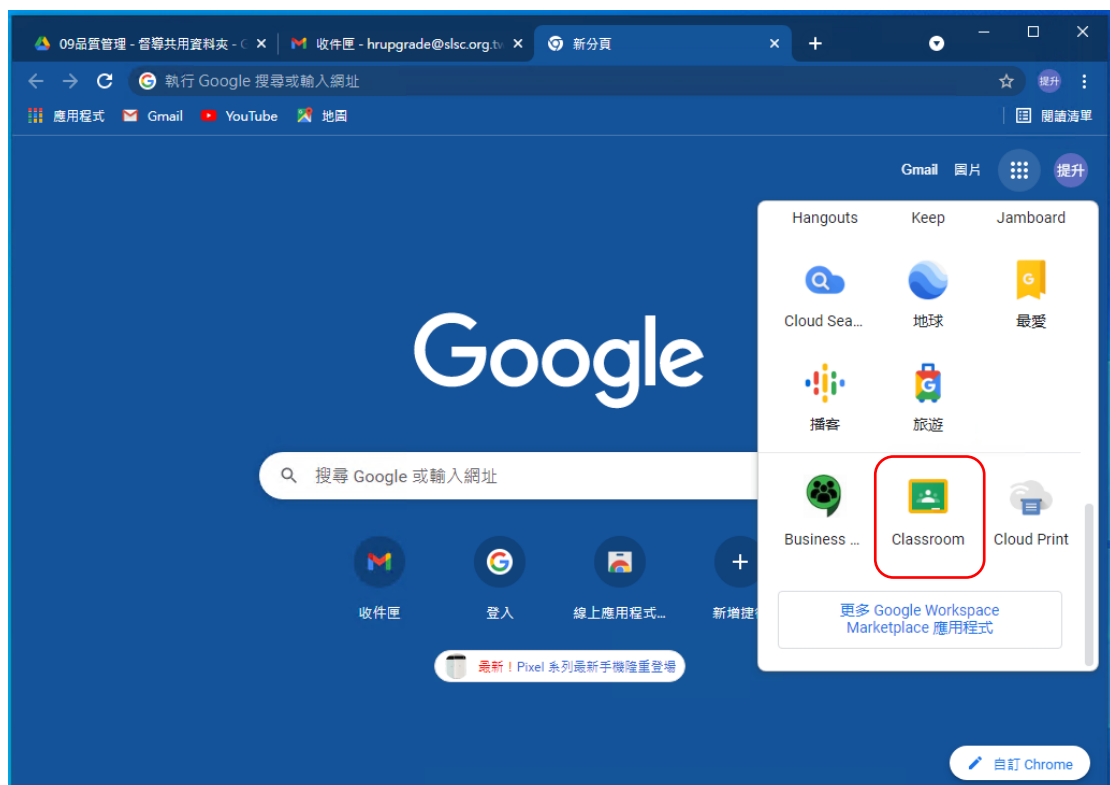 09品質管理 - 督導共用資料夾 - G
收件匣 - hrupgrade@slsc.org.tw
新分頁
執行 Google 搜尋或輸入網址
提升
應用程式
Gmail
YouTube
地圖
閱讀清單
Gmail
圖片
提升
Hangouts
Keep
Jamboard
Cloud Sea...
地球
最愛
播客
旅遊
Business ...
Classroom
Cloud Print
更多 Google Workspace
Marketplace 應用程式
Google
搜尋 Google 或輸入網址
收件匣
登入
線上應用程式...
新增捷
最新！Pixel 系列最新手機隆重登場
自訂 Chrome